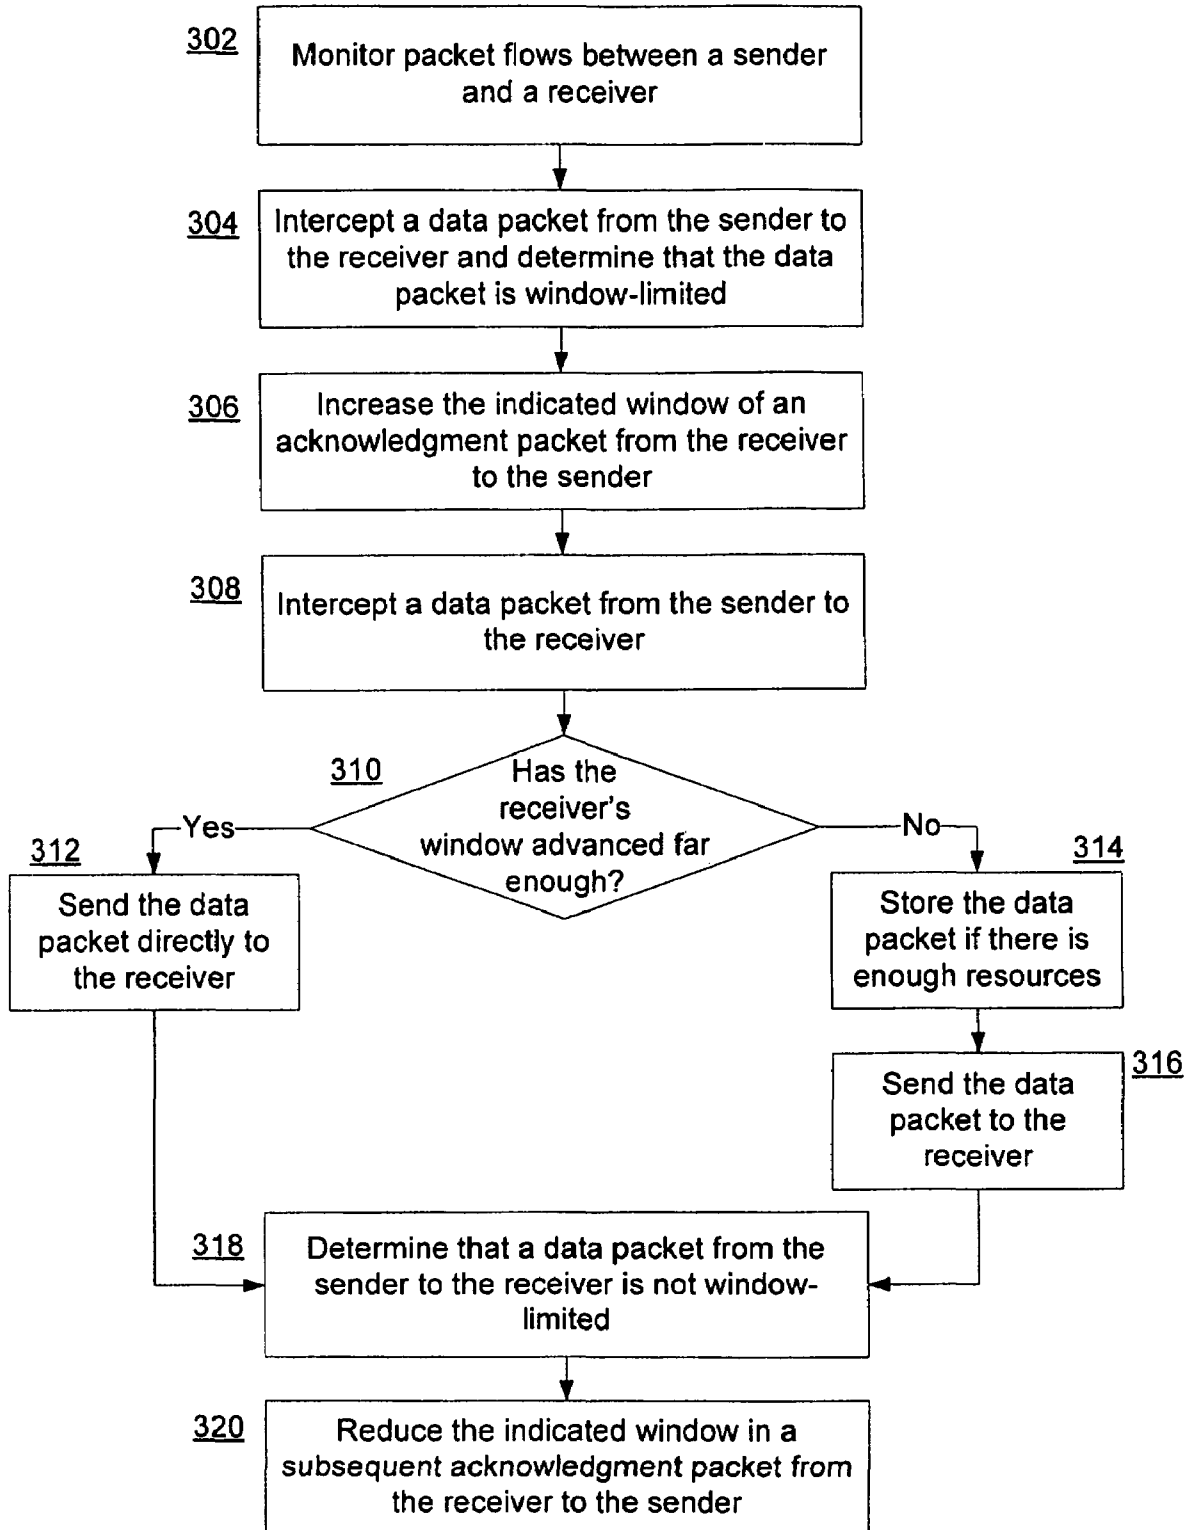 302
Monitor packet flows between a sender
and a receiver
304
Intercept a data packet from the sender to
the receiver and determine that the data
packet is window-limited
306
Increase the indicated window of an
acknowledgment packet from the receiver
to the sender
308
Intercept a data packet from the sender to
the receiver
310
Has the
receiver's
window advanced far
enough?
Yes
No
312
Send the data
packet directly to
the receiver
314
Store the data
packet if there is
enough resources
316
Send the data
packet to the
receiver
318
Determine that a data packet from the
sender to the receiver is not window-
limited
320
Reduce the indicated window in a
subsequent acknowledgment packet from
the receiver to the sender